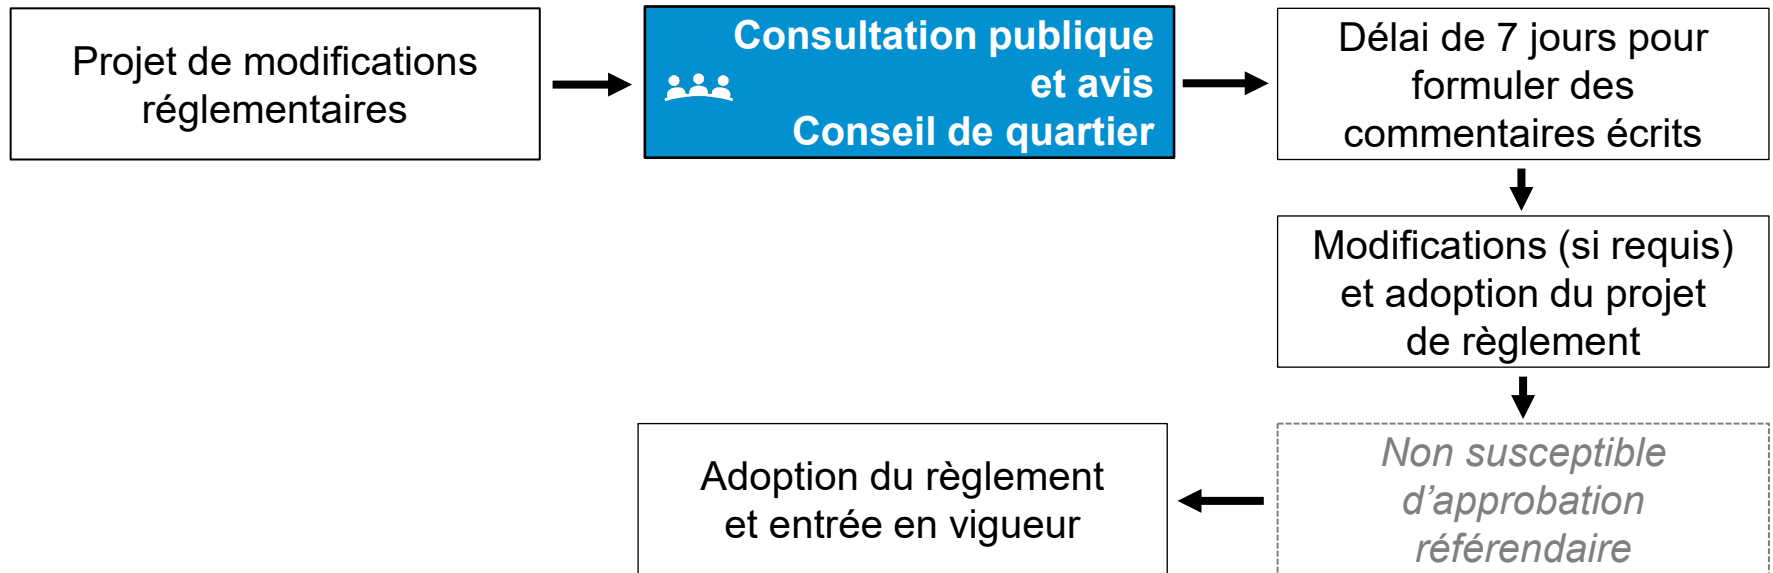 Projet de modifications
réglementaires
Consultation publique
et avis
Conseil de quartier
Délai de 7 jours pour
formuler des
commentaires écrits
Modifications (si requis)
et adoption du projet
de règlement
Non susceptible
d’approbation
référendaire
Adoption du règlement
et entrée en vigueur